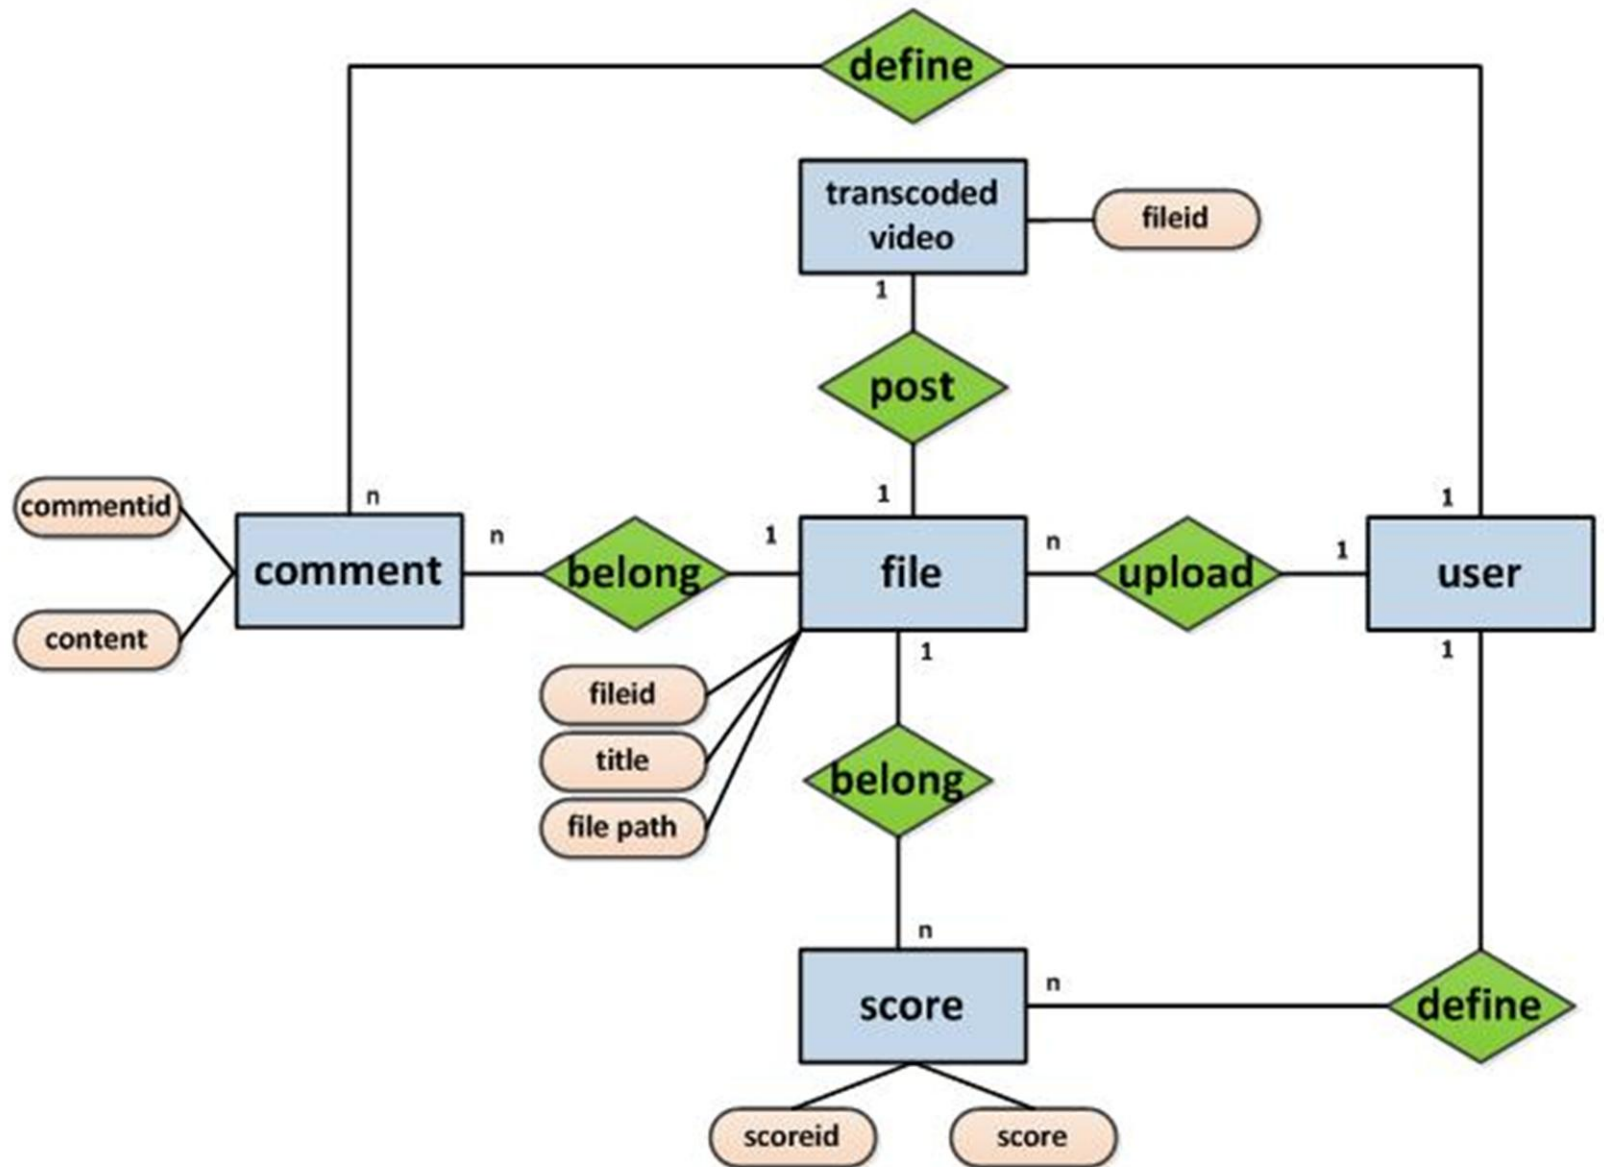 define
transcoded
video
fileid
1
post
1
1
n
commentid
comment
content
n
belong
1
file
n
upload
1
user
1
1
fileid
title
file path
belong
n
score
n
define
scoreid
score